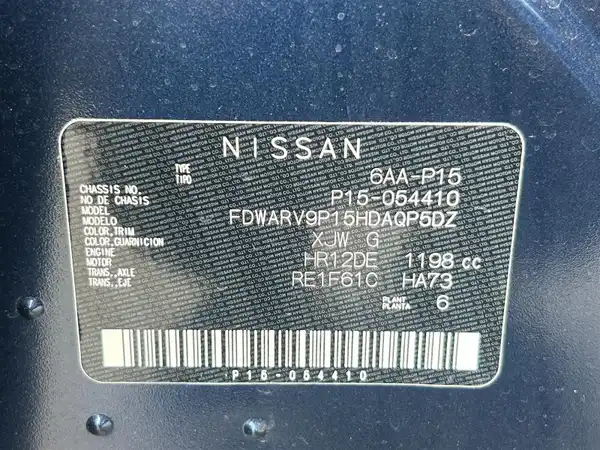 NISSAN
TYPE
TIPO 6AA-P15
CHASSIS NO.
NO DE CHASSIS P15-054410
MODEL
MODELO FDWARV9P15HDAQP5DZ
COLOR,TRIM
COLOR,GUARNICION XJW G
ENGINE
MOTOR HR12DE 1198 cc
TRANS.,AXLE
TRANS.,EJE RE1F61C HA73
PLANT
PLANTA 6
P15-054410